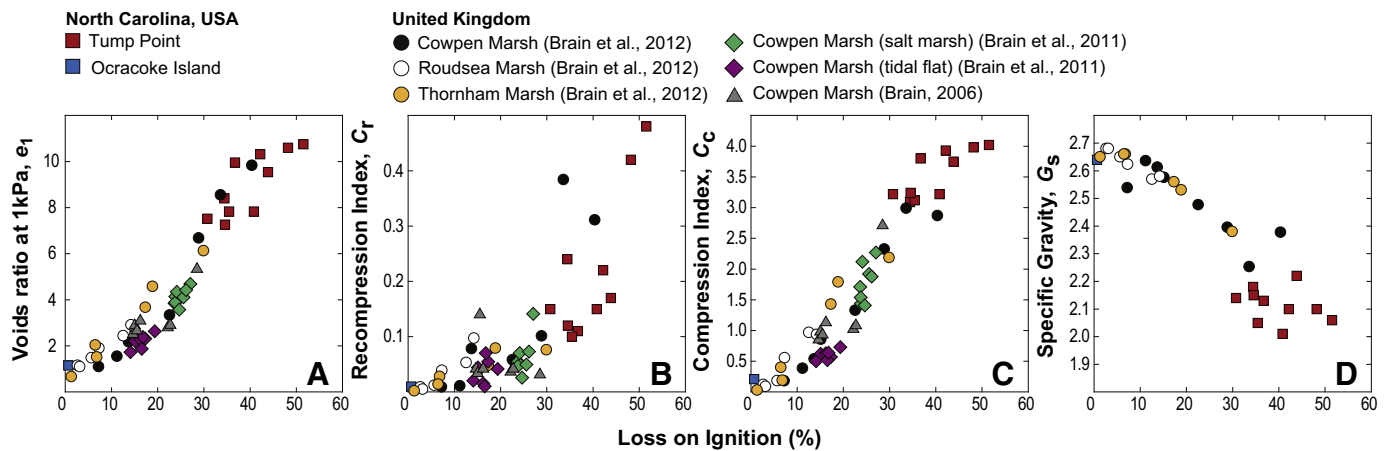 North Carolina, USA
Tump Point
Ocracoke Island
United Kingdom
Cowpen Marsh (Brain et al., 2012)
Roudsea Marsh (Brain et al., 2012)
Thornham Marsh (Brain et al., 2012)
Cowpen Marsh (salt marsh) (Brain et al., 2011)
Cowpen Marsh (tidal flat) (Brain et al., 2011)
Cowpen Marsh (Brain, 2006)
Voids ratio at 1kPa, e1
10
8
6
4
2
0 10 20 30 40 50 60
A
Recompression Index, Cr
0.4
0.3
0.2
0.1
0 10 20 30 40 50 60
B
Compression Index, Cc
4.0
3.5
3.0
2.5
2.0
1.5
1.0
0.5
0 10 20 30 40 50 60
C
Specific Gravity, Gs
2.7
2.6
2.5
2.4
2.3
2.2
2.1
2.0
1.9
0 10 20 30 40 50 60
D
Loss on Ignition (%)